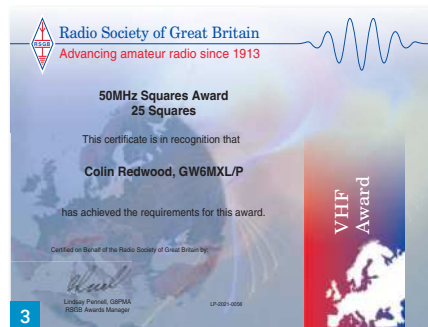 RSGB
Radio Society of Great Britain
Advancing amateur radio since 1913
50MHz Squares Award
25 Squares
This certificate is in recognition that
Colin Redwood, GW6MXL/P
has achieved the requirements for this award.
Certified on Behalf of the Radio Society of Great Britain by:
Lindsay Pennell, G8PMA
RSGB Awards Manager
VHF
Award
3